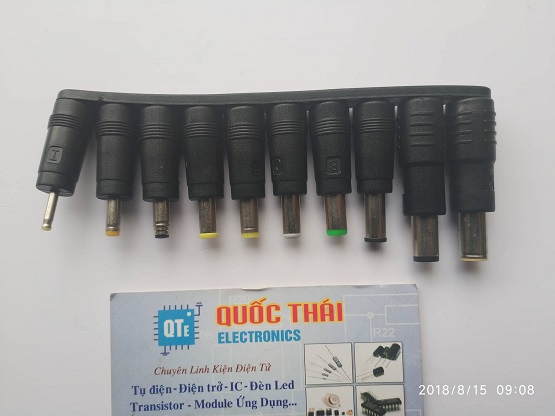 QTE
QUỐC THÁI
ELECTRONICS
R22
Chuyên Linh Kiện Điện Tử
Tụ điện - Điện trở - IC - Đèn Led
Transistor - Module Ứng Dụng...
2018/8/15 09:08